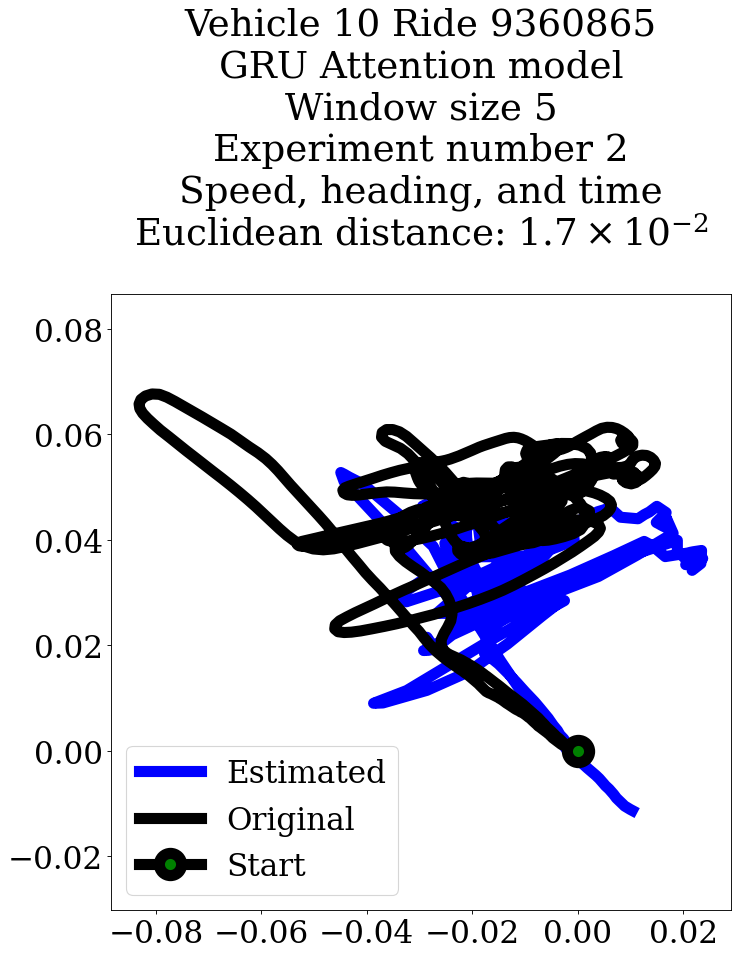 Vehicle 10 Ride 9360865
GRU Attention model
Window size 5
Experiment number 2
Speed, heading, and time
Euclidean distance: 1.7 × 10⁻²
0.08
0.06
0.04
0.02
0.00
−0.02
Estimated
Original
Start
−0.08 −0.06 −0.04 −0.02 0.00 0.02